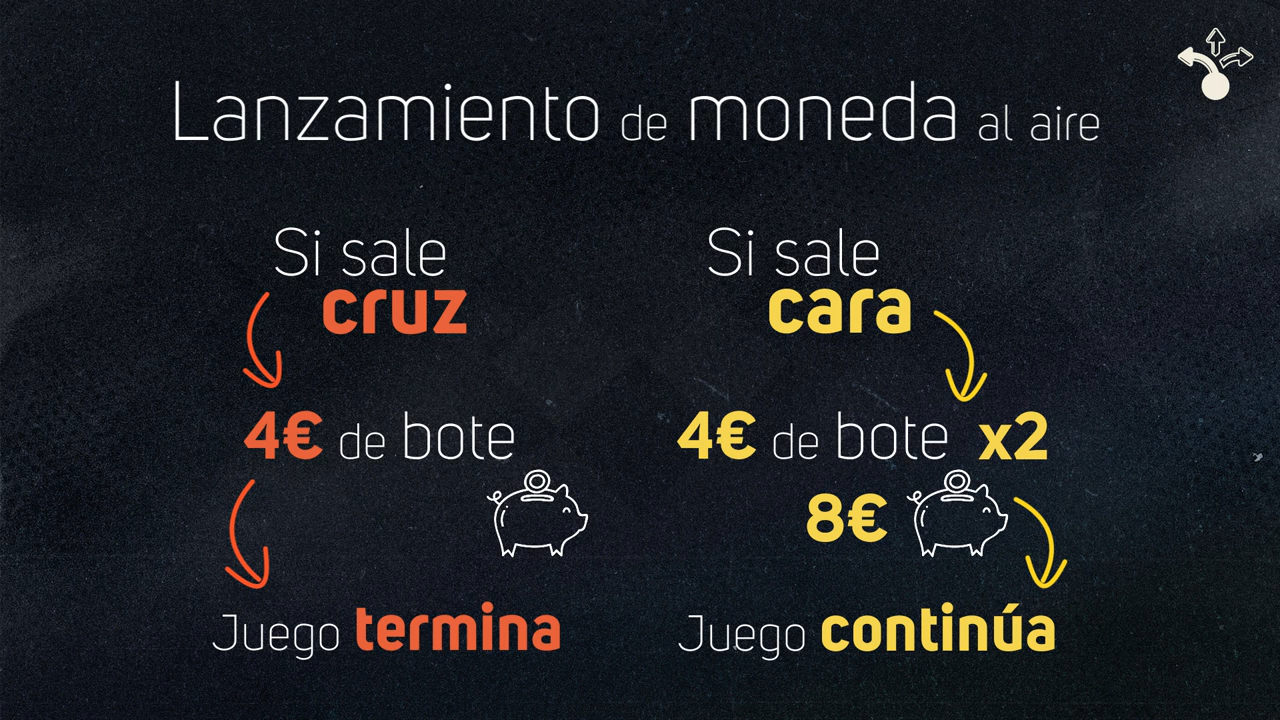 Lanzamiento de moneda al aire
Si sale
cruz
4€ de bote
Juego termina
Si sale
cara
4€ de bote x2
8€
Juego continúa